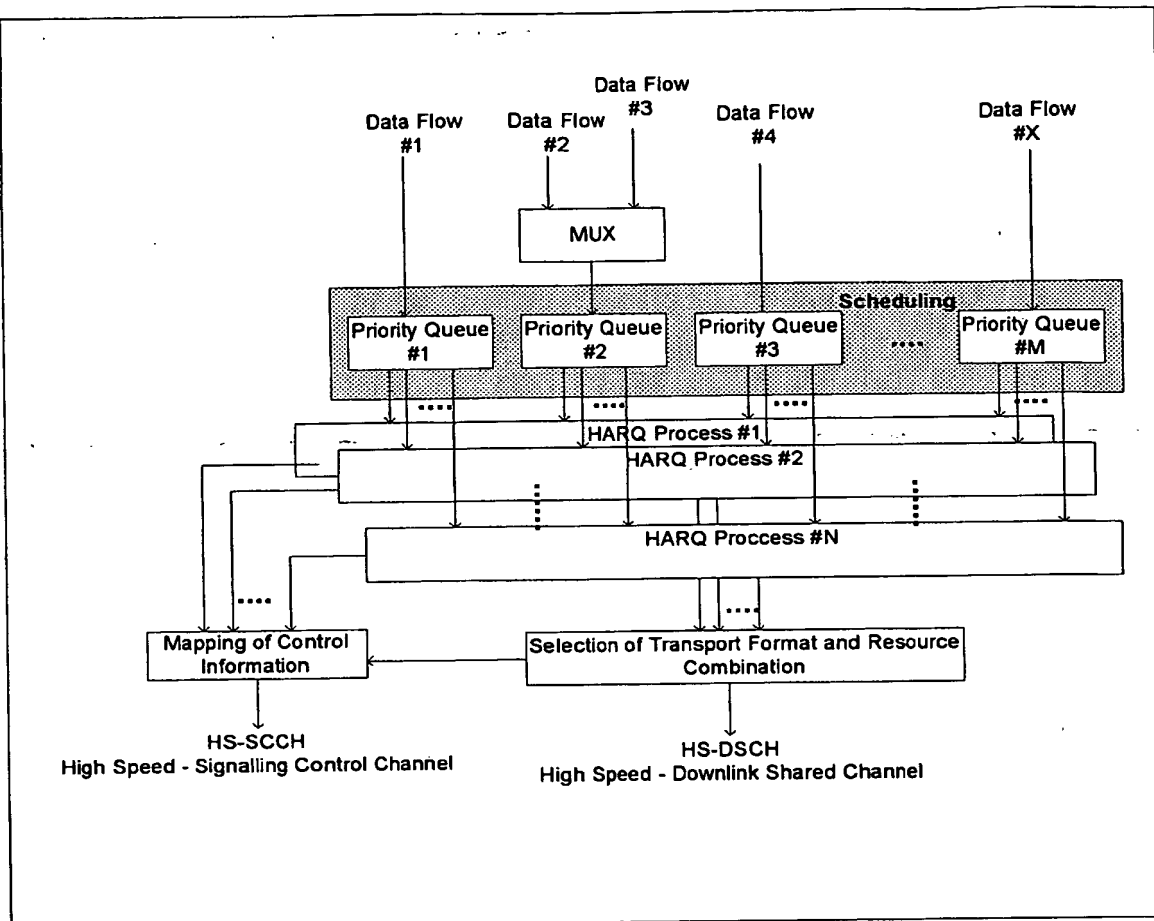 Data Flow
#1
Data Flow
#2
Data Flow
#3
Data Flow
#4
Data Flow
#X
MUX
Scheduling
Priority Queue
#1
Priority Queue
#2
Priority Queue
#3
Priority Queue
#M
HARQ Process #1
HARQ Process #2
HARQ Proccess #N
Mapping of Control
Information
Selection of Transport Format and Resource
Combination
HS-SCCH
High Speed - Signalling Control Channel
HS-DSCH
High Speed - Downlink Shared Channel